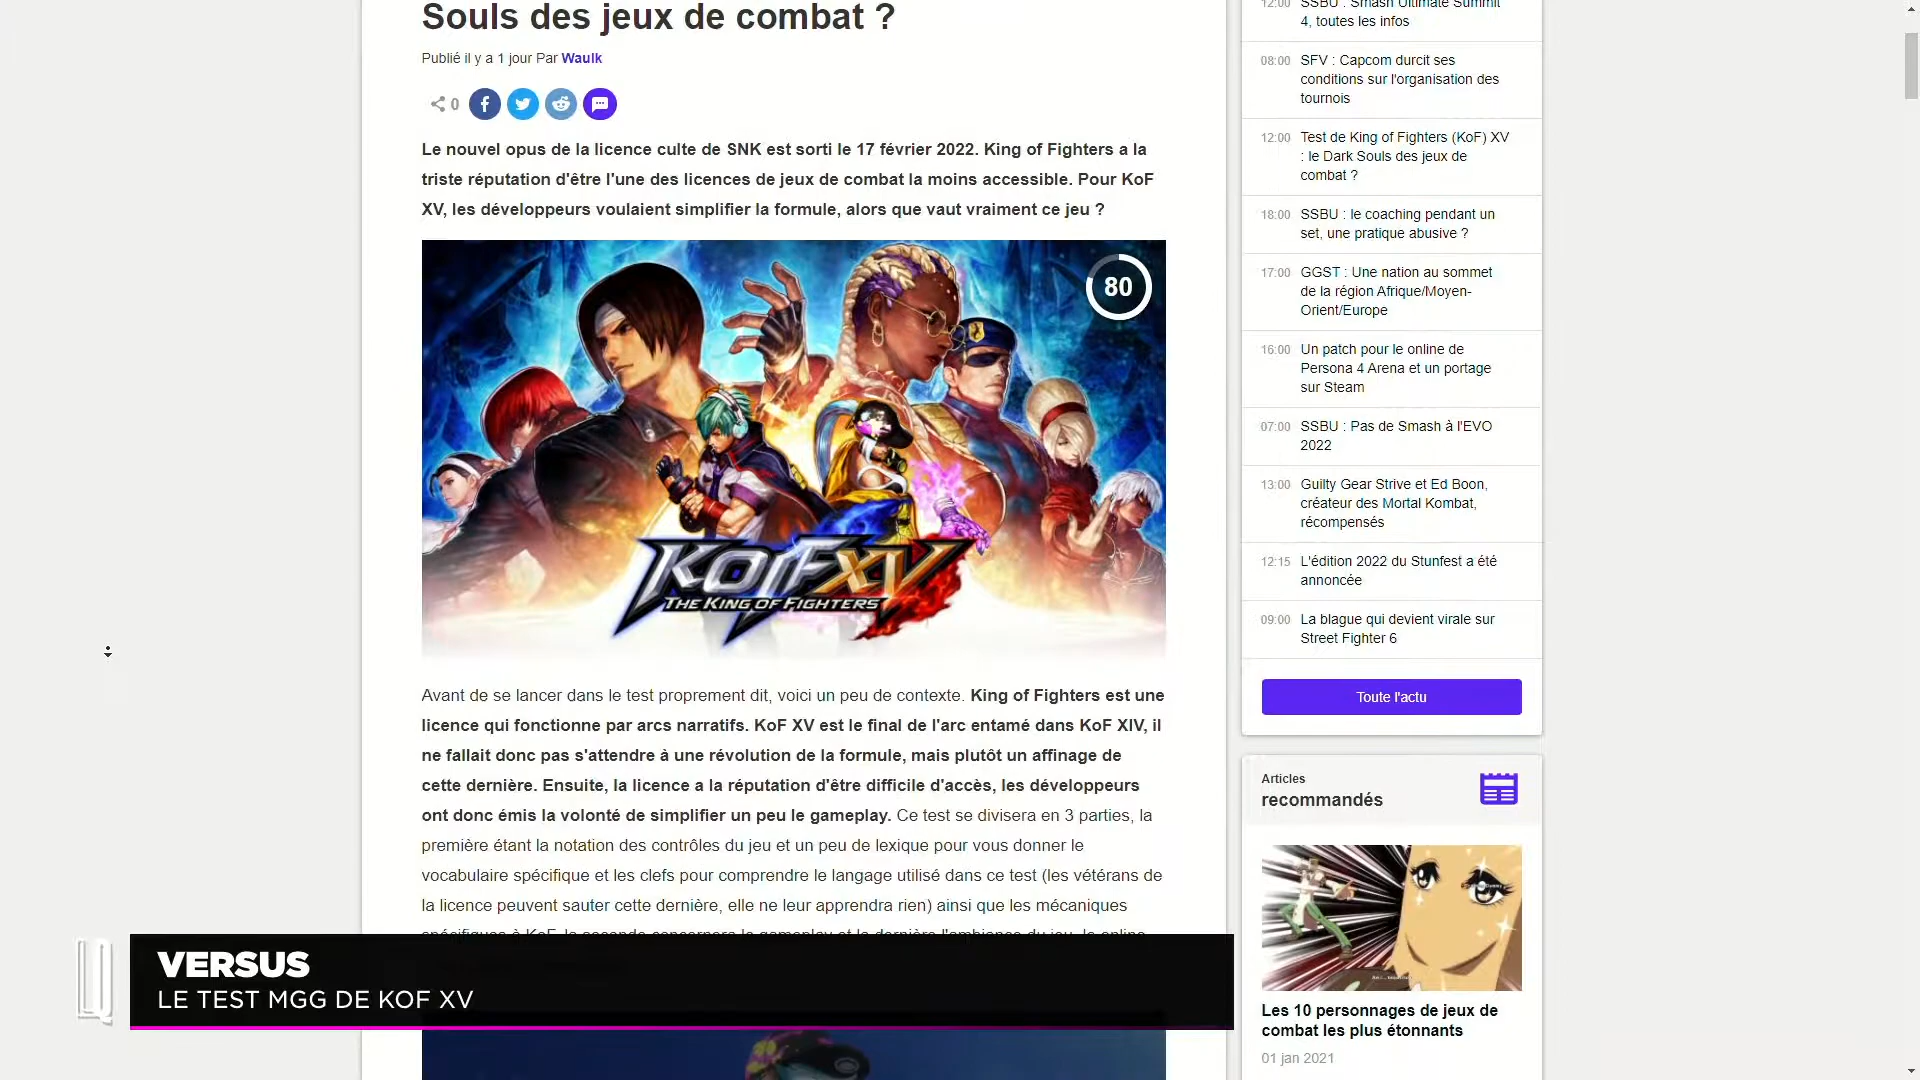 Souls des jeux de combat ?
Publié il y a 1 jour Par Waulk
0
Le nouvel opus de la licence culte de SNK est sorti le 17 février 2022. King of Fighters a la
triste réputation d'être l'une des licences de jeux de combat la moins accessible. Pour KoF
XV, les développeurs voulaient simplifier la formule, alors que vaut vraiment ce jeu ?
80
KOF XV
THE KING OF FIGHTERS
Avant de se lancer dans le test proprement dit, voici un peu de contexte. King of Fighters est une
licence qui fonctionne par arcs narratifs. KoF XV est le final de l'arc entamé dans KoF XIV, il
ne fallait donc pas s'attendre à une révolution de la formule, mais plutôt un affinage de
cette dernière. Ensuite, la licence a la réputation d'être difficile d'accès, les développeurs
ont donc émis la volonté de simplifier un peu le gameplay. Ce test se divisera en 3 parties, la
première étant la notation des contrôles du jeu et un peu de lexique pour vous donner le
vocabulaire spécifique et les clefs pour comprendre le langage utilisé dans ce test (les vétérans de
la licence peuvent sauter cette dernière, elle ne leur apprendra rien) ainsi que les mécaniques
VERSUS
LE TEST MGG DE KOF XV
12:00 SSBU : Smash Ultimate Summit
4, toutes les infos
08:00 SFV : Capcom durcit ses
conditions sur l'organisation des
tournois
12:00 Test de King of Fighters (KoF) XV
: le Dark Souls des jeux de
combat ?
18:00 SSBU : le coaching pendant un
set, une pratique abusive ?
17:00 GGST : Une nation au sommet
de la région Afrique/Moyen-
Orient/Europe
16:00 Un patch pour le online de
Persona 4 Arena et un portage
sur Steam
07:00 SSBU : Pas de Smash à l'EVO
2022
13:00 Guilty Gear Strive et Ed Boon,
créateur des Mortal Kombat,
récompensés
12:15 L'édition 2022 du Stunfest a été
annoncée
09:00 La blague qui devient virale sur
Street Fighter 6
Toute l'actu
Articles
recommandés
Les 10 personnages de jeux de
combat les plus étonnants
01 jan 2021